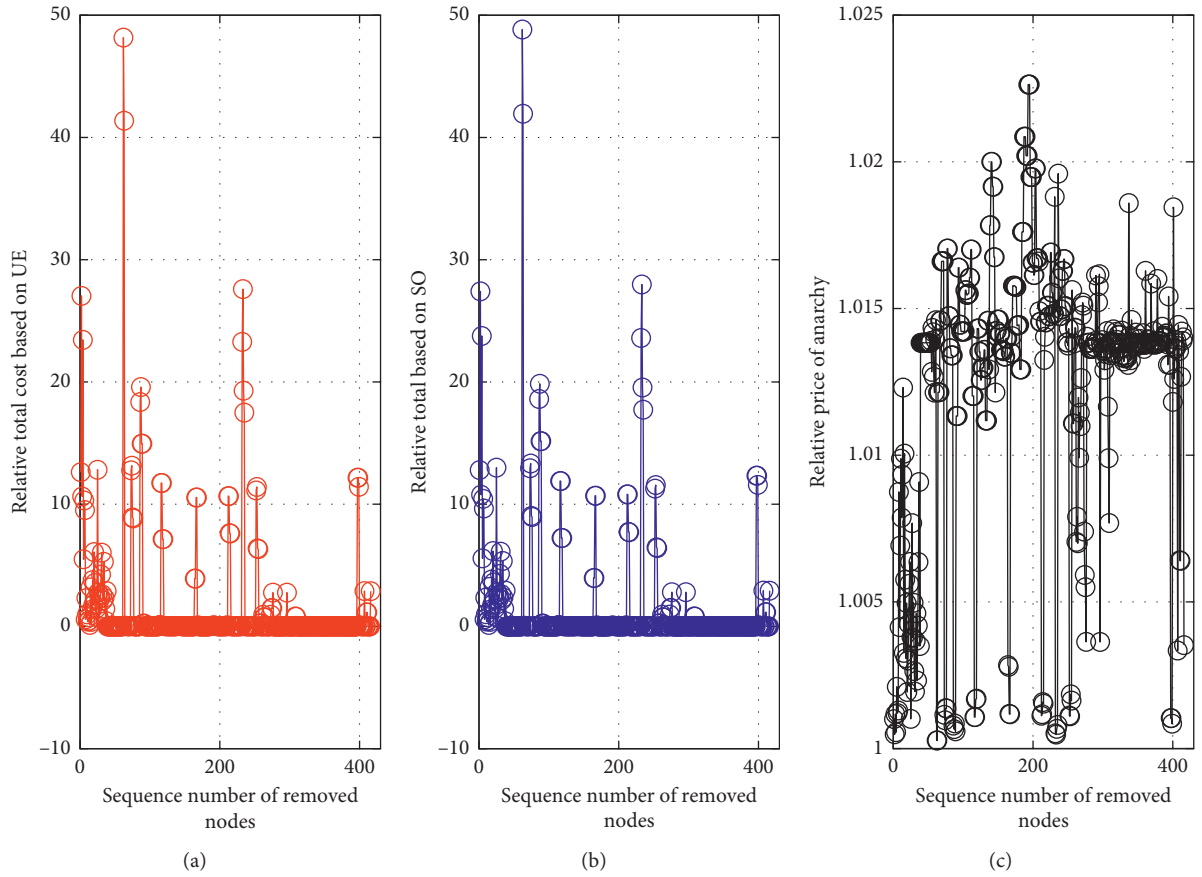 50
40
30
20
10
0
–10
Relative total cost based on UE
0
200
400
Sequence number of removed
nodes
(a)
50
40
30
20
10
0
–10
Relative total based on SO
0
200
400
Sequence number of removed
nodes
(b)
1.025
1.02
1.015
1.01
1.005
1
Relative price of anarchy
0
200
400
Sequence number of removed
nodes
(c)